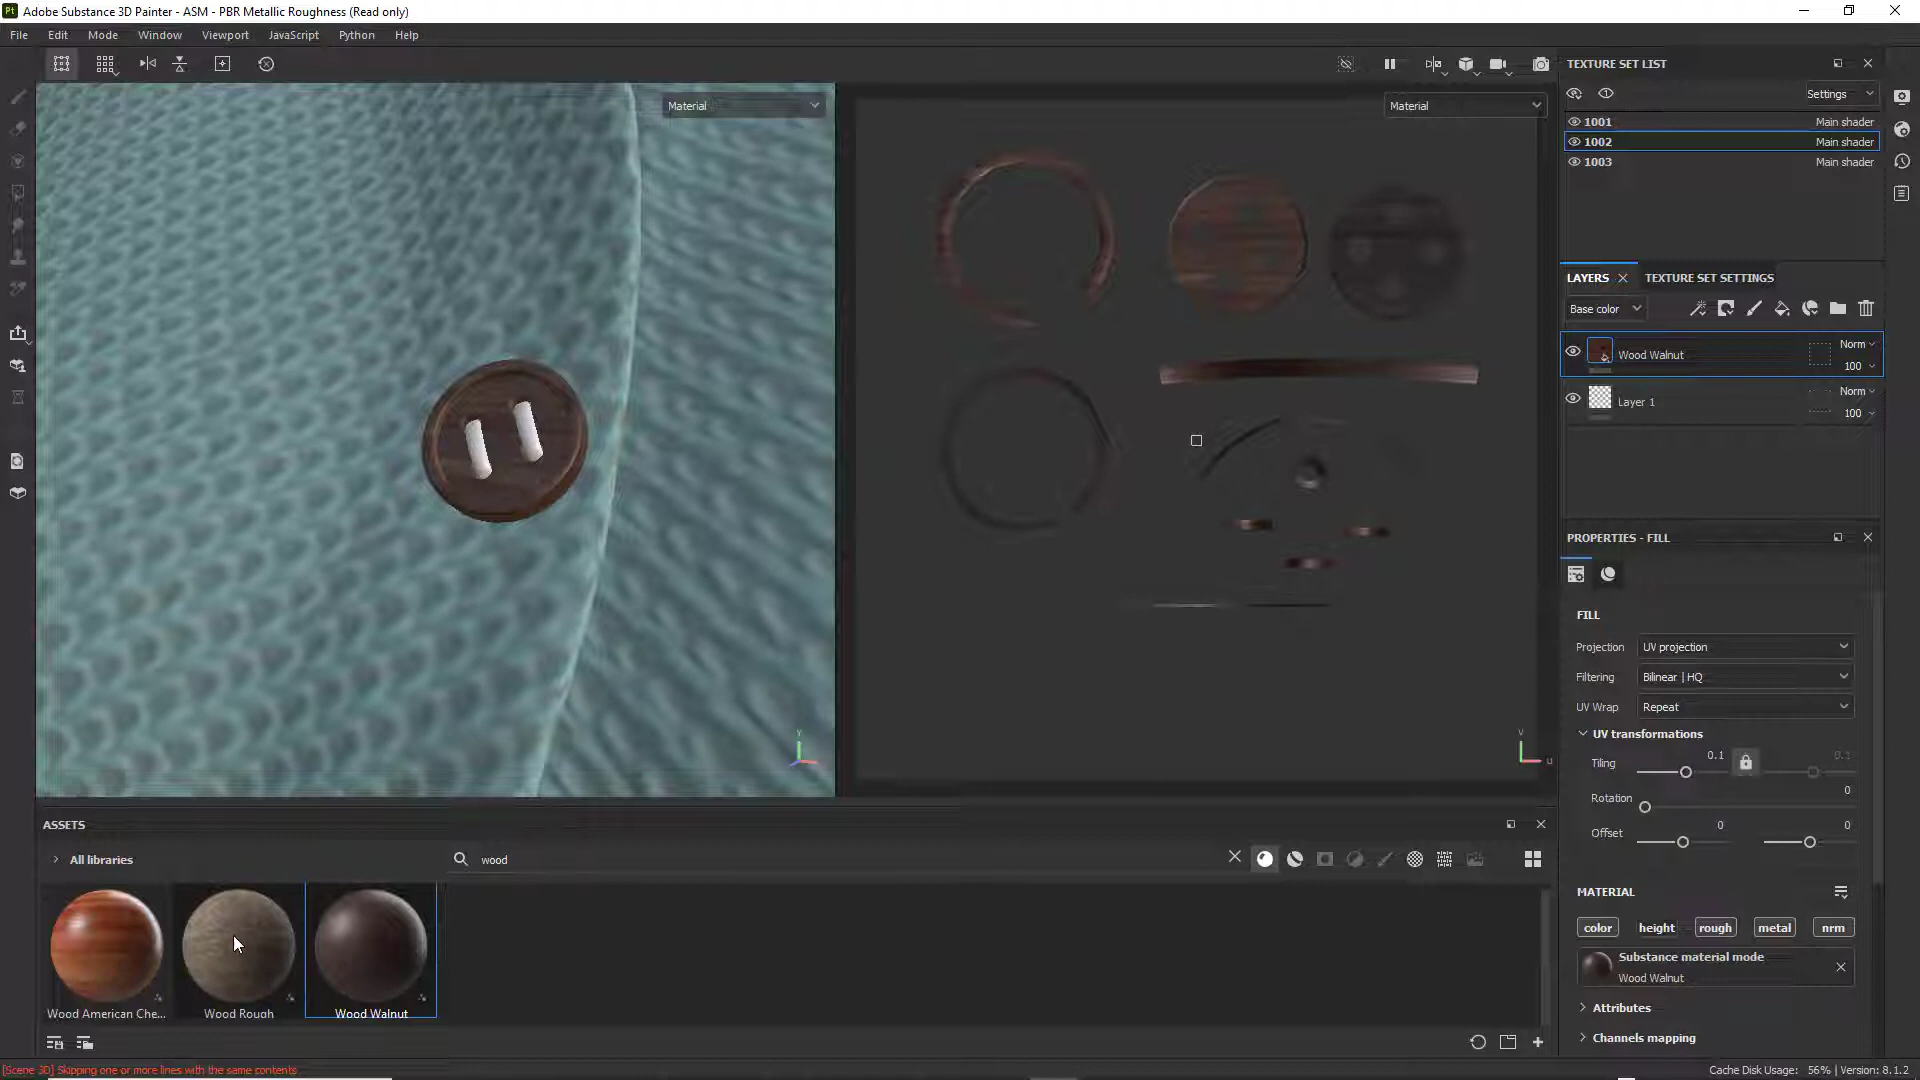 Pt Adobe Substance 3D Painter - ASM - PBR Metallic Roughness (Read only)
File Edit Mode Window Viewport JavaScript Python Help
Material
Material
Y
V
U
TEXTURE SET LIST
Settings
1001 Main shader
1002 Main shader
1003 Main shader
LAYERS TEXTURE SET SETTINGS
Base color
Wood Walnut Norm 100
Layer 1 Norm 100
PROPERTIES - FILL
FILL
Projection UV projection
Filtering Bilinear | HQ
UV Wrap Repeat
UV transformations
Tiling 0.1 0.1
Rotation 0
Offset 0 0
MATERIAL
color height rough metal nrm
Substance material mode
Wood Walnut
Attributes
Channels mapping
ASSETS
All libraries wood
Wood American Che... Wood Rough Wood Walnut
[Scene 3D] Skipping one or more lines with the same contents
Cache Disk Usage: 56% | Version: 8.1.2